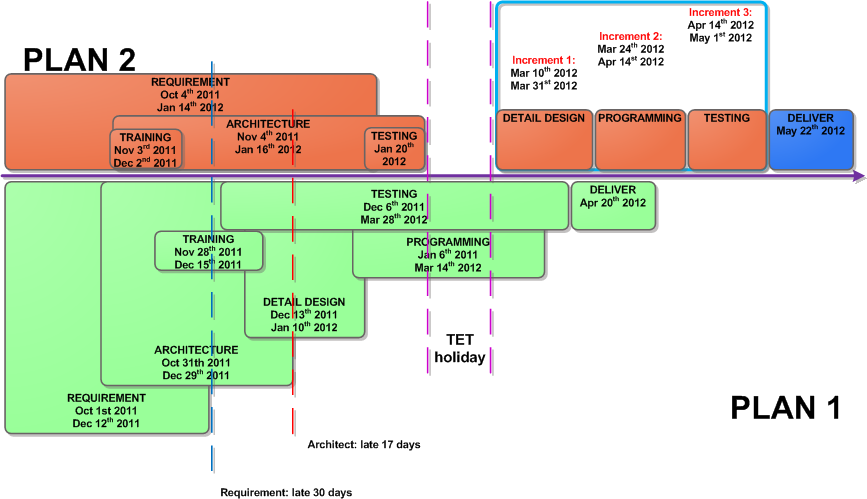 PLAN 2
REQUIREMENT
Oct 4th 2011
Jan 14th 2012
ARCHITECTURE
Nov 4th 2011
Jan 16th 2012
TRAINING
Nov 3rd 2011
Dec 2nd 2011
TESTING
Jan 20th
2012
Increment 1:
Mar 10th 2012
Mar 31st 2012
Increment 2:
Mar 24th 2012
Apr 14st 2012
Increment 3:
Apr 14th 2012
May 1st 2012
DETAIL DESIGN
PROGRAMMING
TESTING
DELIVER
May 22th 2012
TESTING
Dec 6th 2011
Mar 28th 2012
DELIVER
Apr 20th 2012
TRAINING
Nov 28th 2011
Dec 15th 2011
PROGRAMMING
Jan 6th 2011
Mar 14th 2012
DETAIL DESIGN
Dec 13th 2011
Jan 10th 2012
TET
holiday
ARCHITECTURE
Oct 31th 2011
Dec 29th 2011
REQUIREMENT
Oct 1st 2011
Dec 12th 2011
PLAN 1
Architect: late 17 days
Requirement: late 30 days